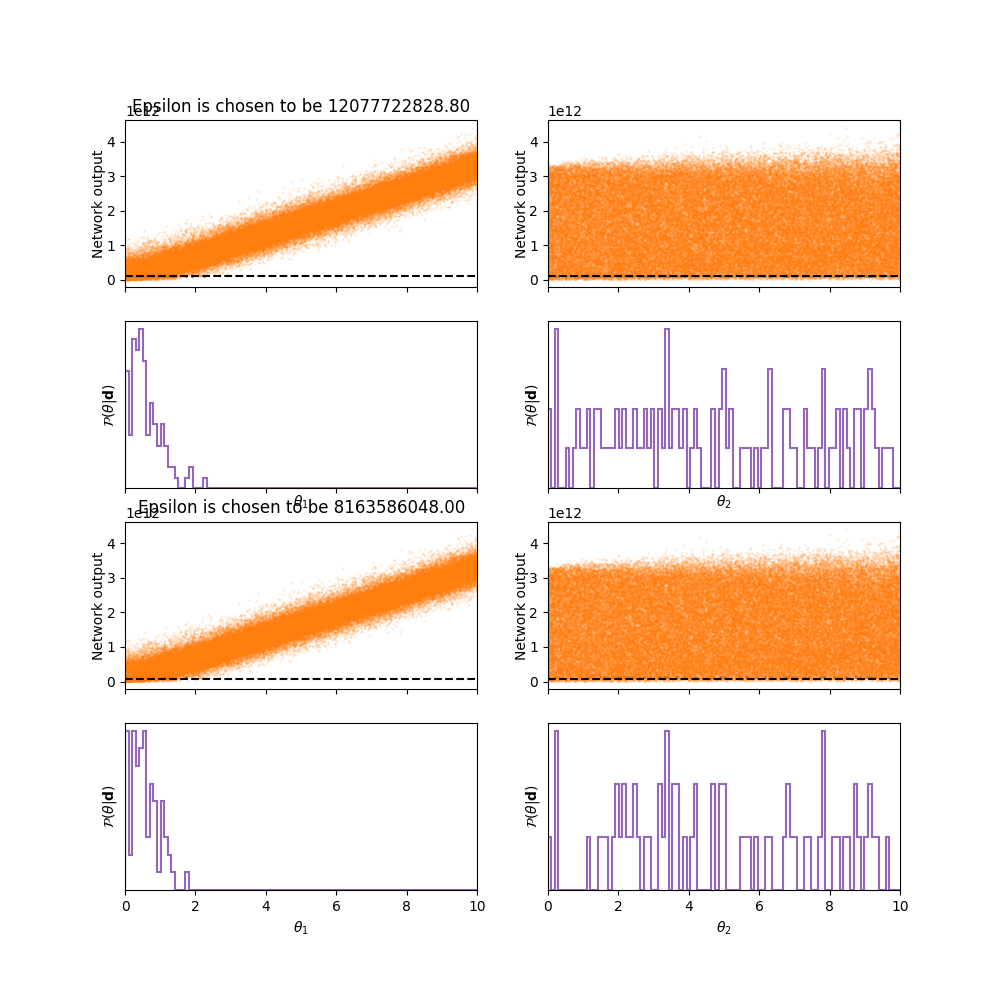 Epsilon is chosen to be 12077722828.80
1e12
1e12
Network output
4
3
2
1
0
Network output
4
3
2
1
0
𝒫(θ|d)
𝒫(θ|d)
θ1
θ2
Epsilon is chosen to be 8163586048.00
1e12
1e12
Network output
4
3
2
1
0
Network output
4
3
2
1
0
𝒫(θ|d)
𝒫(θ|d)
0 2 4 6 8 10
0 2 4 6 8 10
θ1
θ2